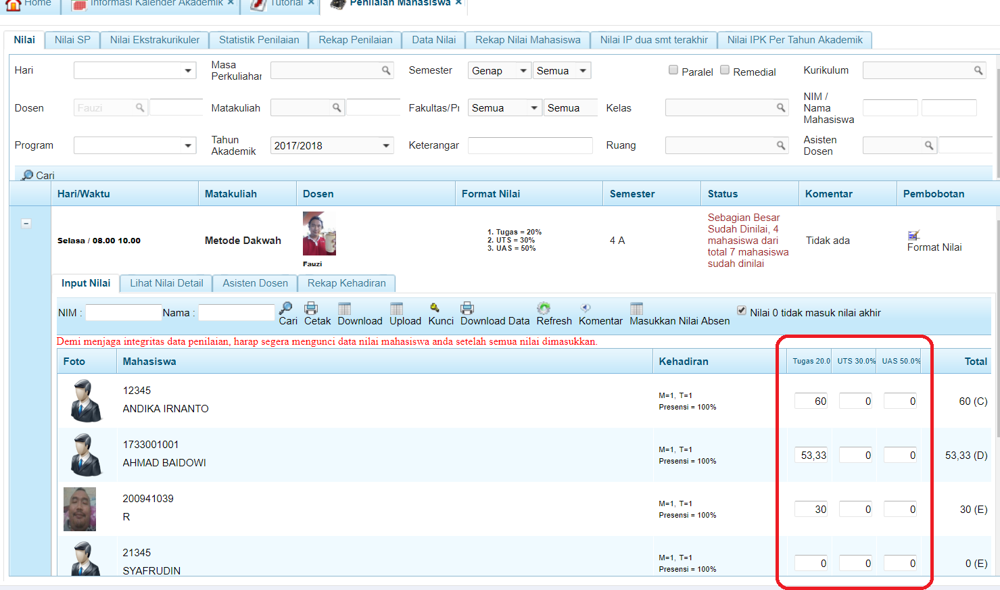 Home
Informasi Kalender Akademik ×
Tutorial ×
Penilaian Mahasiswa ×
Nilai
Nilai SP
Nilai Ekstrakurikuler
Statistik Penilaian
Rekap Penilaian
Data Nilai
Rekap Nilai Mahasiswa
Nilai IP dua smt terakhir
Nilai IPK Per Tahun Akademik
Hari
Masa
Perkuliahar
Semester
Genap
Semua
Paralel
Remedial
Kurikulum
Dosen
Fauzi
Matakuliah
Fakultas/Pr
Semua
Semua
Kelas
NIM /
Nama
Mahasiswa
Program
Tahun
Akademik
2017/2018
Keterangar
Ruang
Asisten
Dosen
Cari
Hari/Waktu
Matakuliah
Dosen
Format Nilai
Semester
Status
Komentar
Pembobotan
Selasa / 08.00 10.00
Metode Dakwah
Fauzi
1. Tugas = 20%
2. UTS = 30%
3. UAS = 50%
4 A
Sebagian Besar
Sudah Dinilai, 4
mahasiswa dari
total 7 mahasiswa
sudah dinilai
Tidak ada
Format Nilai
Input Nilai
Lihat Nilai Detail
Asisten Dosen
Rekap Kehadiran
NIM :
Nama :
Cari
Cetak
Download
Upload
Kunci
Download Data
Refresh
Komentar
Masukkan Nilai Absen
Nilai 0 tidak masuk nilai akhir
Demi menjaga integritas data penilaian, harap segera mengunci data nilai mahasiswa anda setelah semua nilai dimasukkan.
Foto
Mahasiswa
Kehadiran
Tugas 20.0
UTS 30.0%
UAS 50.0%
Total
12345
ANDIKA IRNANTO
M=1, T=1
Presensi = 100%
60
0
0
60 (C)
1733001001
AHMAD BAIDOWI
M=1, T=1
Presensi = 100%
53,33
0
0
53,33 (D)
200941039
R
M=1, T=1
Presensi = 100%
30
0
0
30 (E)
21345
SYAFRUDIN
M=1, T=1
Presensi = 100%
0
0
0
0 (E)